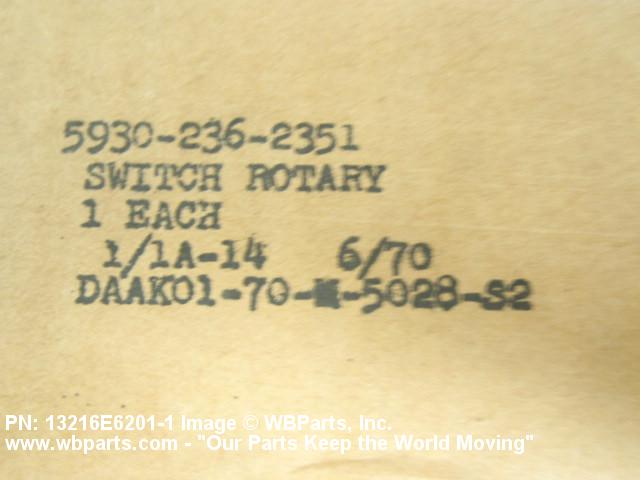 5930-236-2351
SWITCH ROTARY
1 EACH
1/1A-14 6/70
DAAK01-70- -5028-S2
PN: 13216E6201-1 Image © WBParts, Inc.
www.wbparts.com - "Our Parts Keep the World Moving"